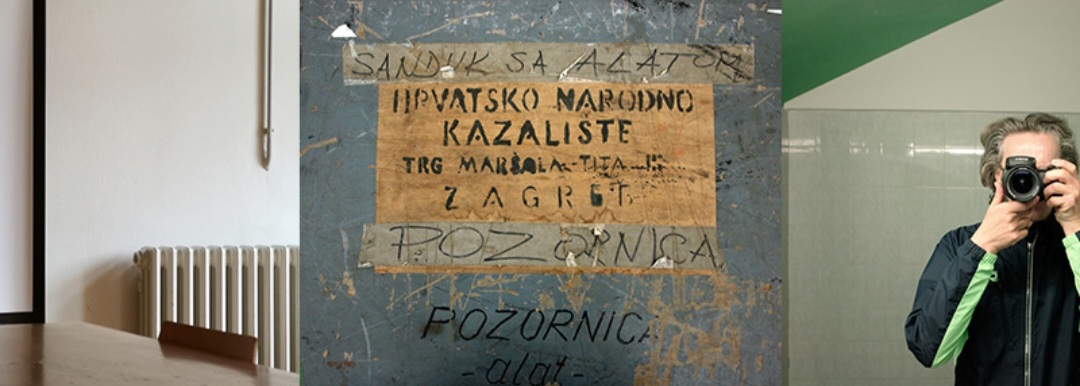 SANDUK SA ALATOM
HRVATSKO NARODNO
KAZALIŠTE
TRG MARŠALA TITA
ZAGREB
POZORNICA
POZORNICA
-alat-